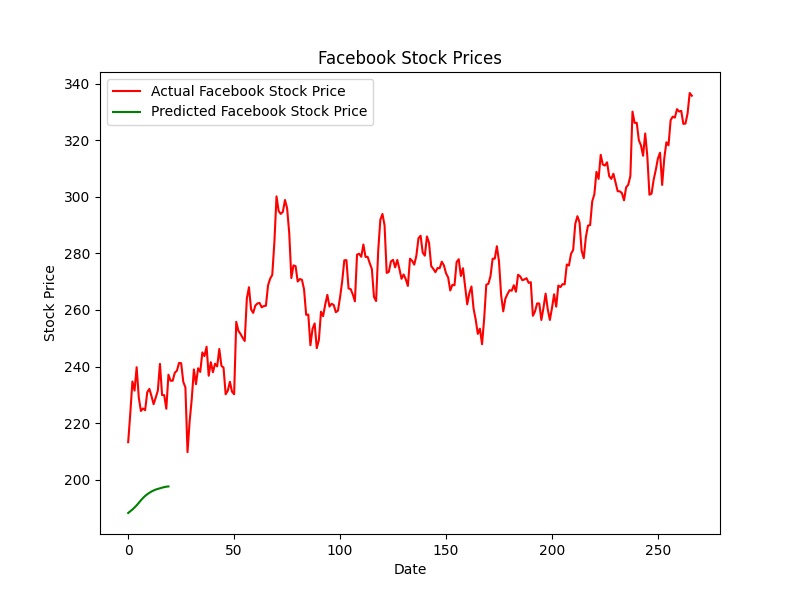 Facebook Stock Prices
Actual Facebook Stock Price
Predicted Facebook Stock Price
340
320
300
280
260
240
220
200
Stock Price
0 50 100 150 200 250
Date